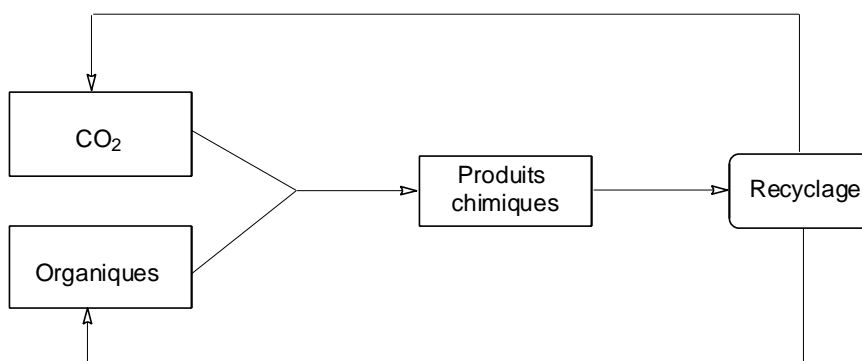 CO₂
Produits
chimiques
Recyclage
Organiques